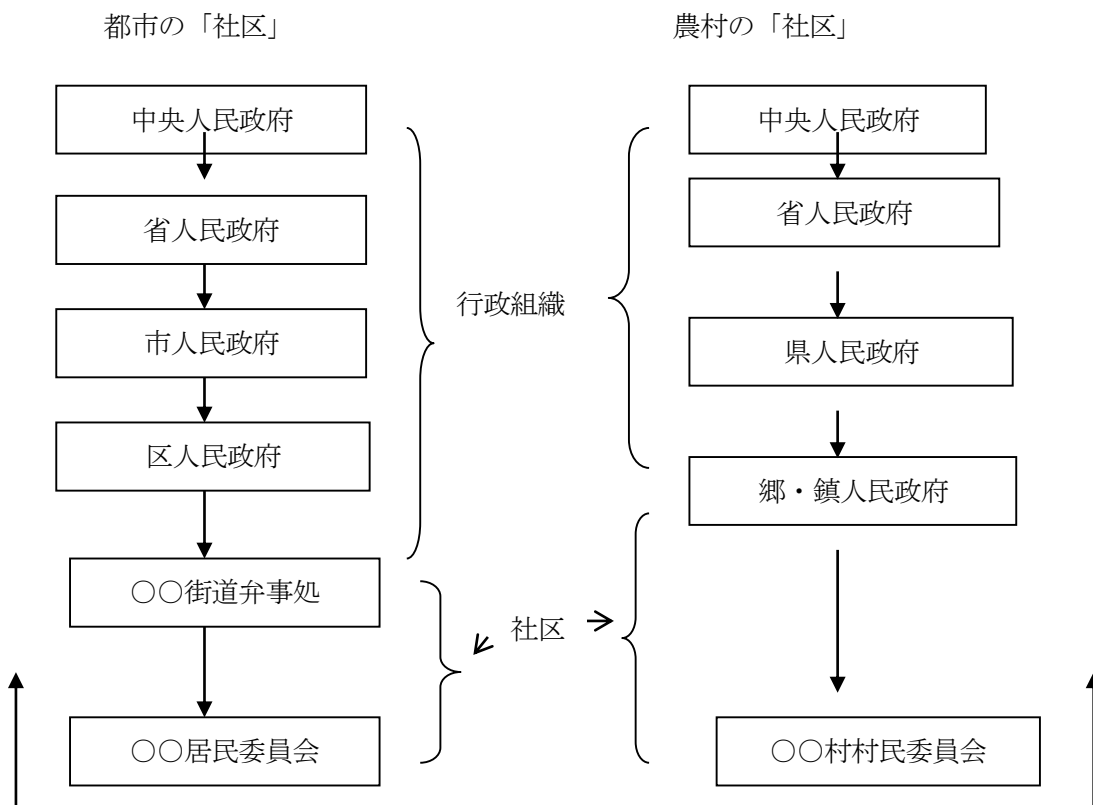 都市の「社区」
農村の「社区」
中央人民政府
中央人民政府
省人民政府
省人民政府
行政組織
市人民政府
県人民政府
区人民政府
郷・鎮人民政府
○○街道弁事処
社区
○○居民委員会
○○村村民委員会